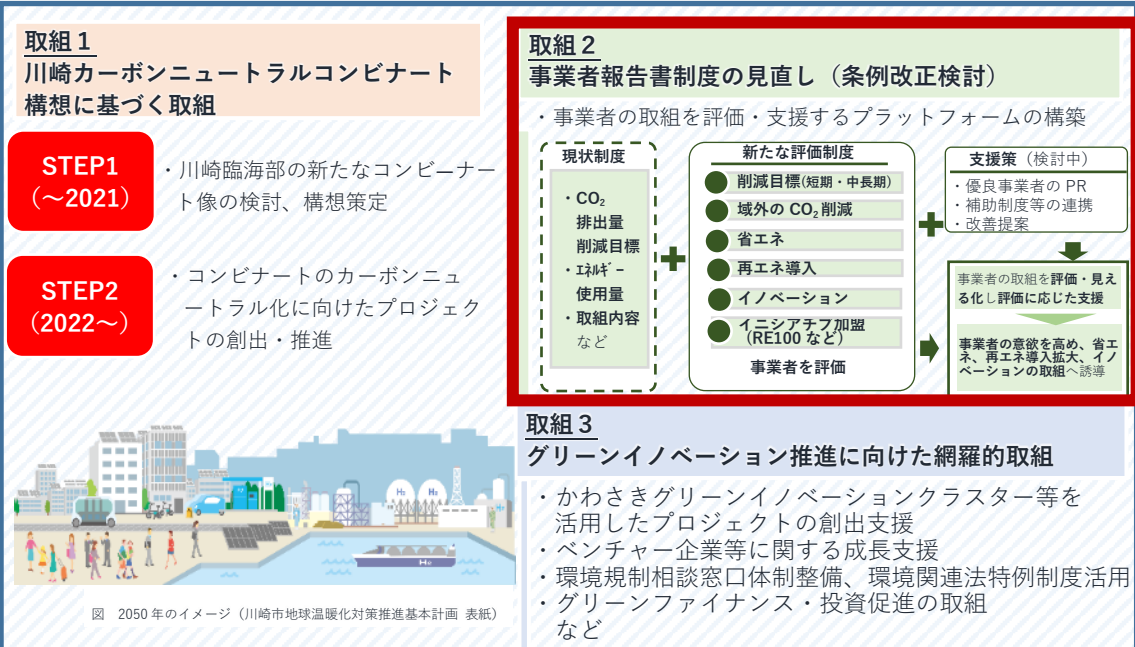 取組1
川崎カーボンニュートラルコンビナート
構想に基づく取組
STEP1
(～2021)
・川崎臨海部の新たなコンビーナー
ト像の検討、構想策定
STEP2
(2022～)
・コンビナートのカーボンニュ
ートラル化に向けたプロジェク
トの創出・推進
図 2050年のイメージ（川崎市地球温暖化対策推進基本計画 表紙）
取組2
事業者報告書制度の見直し（条例改正検討）
・事業者の取組を評価・支援するプラットフォームの構築
現状制度
・CO₂
排出量
削減目標
・ｴﾈﾙｷﾞｰ
使用量
・取組内容
など
新たな評価制度
削減目標(短期・中長期)
域外のCO₂削減
省エネ
再エネ導入
イノベーション
イニシアチブ加盟
（RE100など）
事業者を評価
支援策（検討中）
・優良事業者のPR
・補助制度等の連携
・改善提案
事業者の取組を評価・見え
る化し評価に応じた支援
事業者の意欲を高め、省エ
ネ、再エネ導入拡大、イノ
ベーションの取組へ誘導
取組3
グリーンイノベーション推進に向けた網羅的取組
・かわさきグリーンイノベーションクラスター等を
活用したプロジェクトの創出支援
・ベンチャー企業等に関する成長支援
・環境規制相談窓口体制整備、環境関連法特例制度活用
・グリーンファイナンス・投資促進の取組
など
H₂
H₂